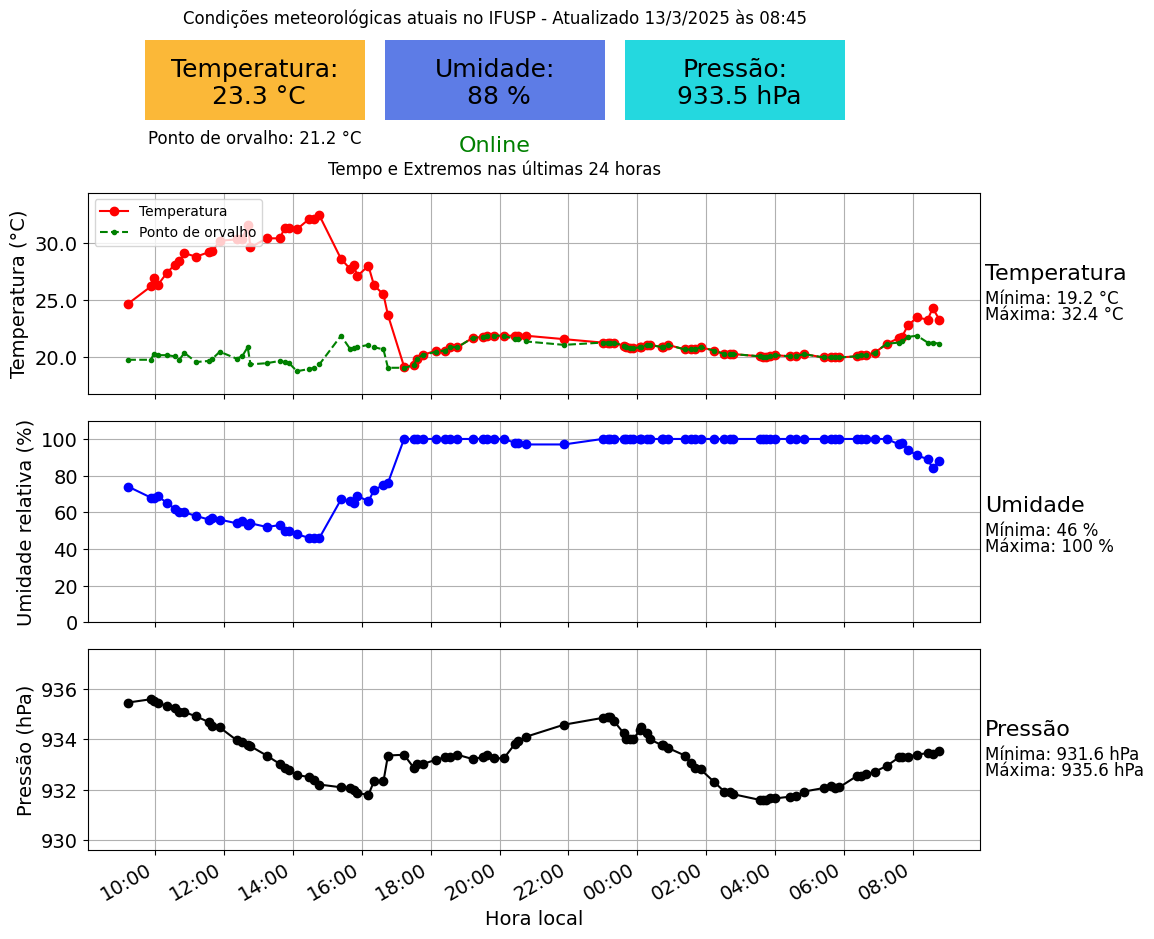 Condições meteorológicas atuais no IFUSP - Atualizado 13/3/2025 às 08:45
Temperatura:
23.3 °C
Umidade:
88 %
Pressão:
933.5 hPa
Ponto de orvalho: 21.2 °C
Online
Tempo e Extremos nas últimas 24 horas
Temperatura (°C)
30.0
25.0
20.0
Temperatura
Ponto de orvalho
Temperatura
Mínima: 19.2 °C
Máxima: 32.4 °C
Umidade relativa (%)
100
80
60
40
20
0
Umidade
Mínima: 46 %
Máxima: 100 %
Pressão (hPa)
936
934
932
930
Pressão
Mínima: 931.6 hPa
Máxima: 935.6 hPa
10:00 12:00 14:00 16:00 18:00 20:00 22:00 00:00 02:00 04:00 06:00 08:00
Hora local